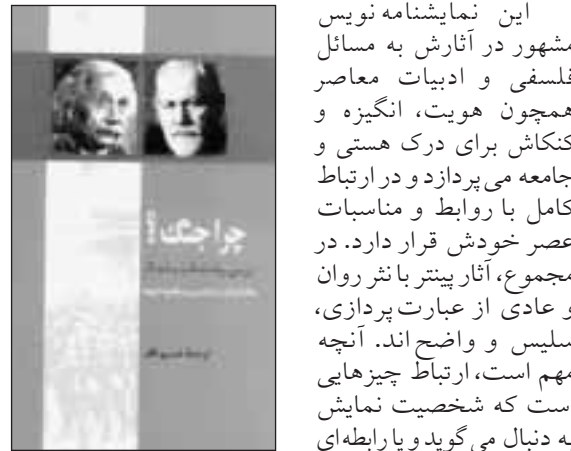 این نمایشنامه نویس
مشهور در آثارش به مسائل
فلسفی و ادبیات معاصر
همچون هویت، انگیزه و
کنکاش برای درک هستی و
جامعه می‌پردازد و در ارتباط
کامل با روابط و مناسبات
عصر خودش قرار دارد. در
مجموع، آثار پینتر با نثر روان
و عادی از عبارت پردازی،
سلیس و واضح‌اند. آنچه
مهم است، ارتباط چیزهایی
است که شخصیت نمایش
به دنبال می‌گوید و یا رابطه‌ای
چرا جنگ